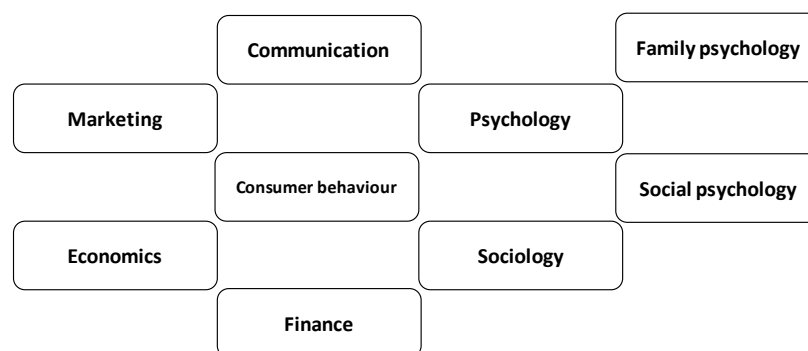 Communication
Family psychology
Marketing
Psychology
Consumer behaviour
Social psychology
Economics
Sociology
Finance